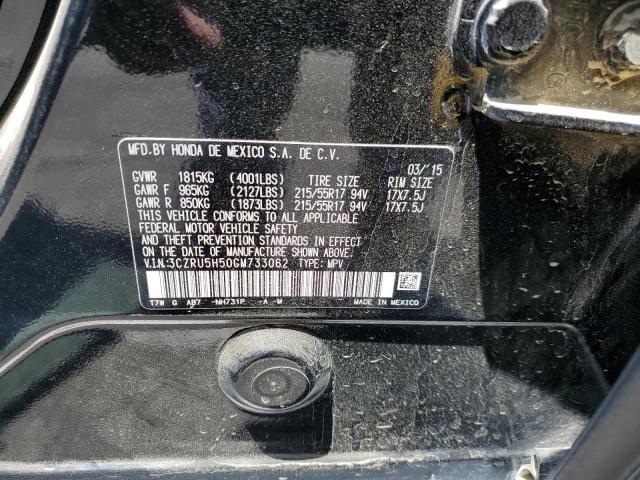 MFD.BY HONDA DE MEXICO S.A. DE C.V.
03/'15
GVWR 1815KG (4001LBS) TIRE SIZE RIM SIZE
GAWR F 965KG (2127LBS) 215/55R17 94V 17X7.5J
GAWR R 850KG (1873LBS) 215/55R17 94V 17X7.5J
THIS VEHICLE CONFORMS TO ALL APPLICABLE
FEDERAL MOTOR VEHICLE SAFETY
AND THEFT PREVENTION STANDARDS IN EFFECT
ON THE DATE OF MANUFACTURE SHOWN ABOVE.
V.I.N:3CZRU5H50GM733062 TYPE: MPV
T7W G AB7 -NH731P -A -M MADE IN MEXICO